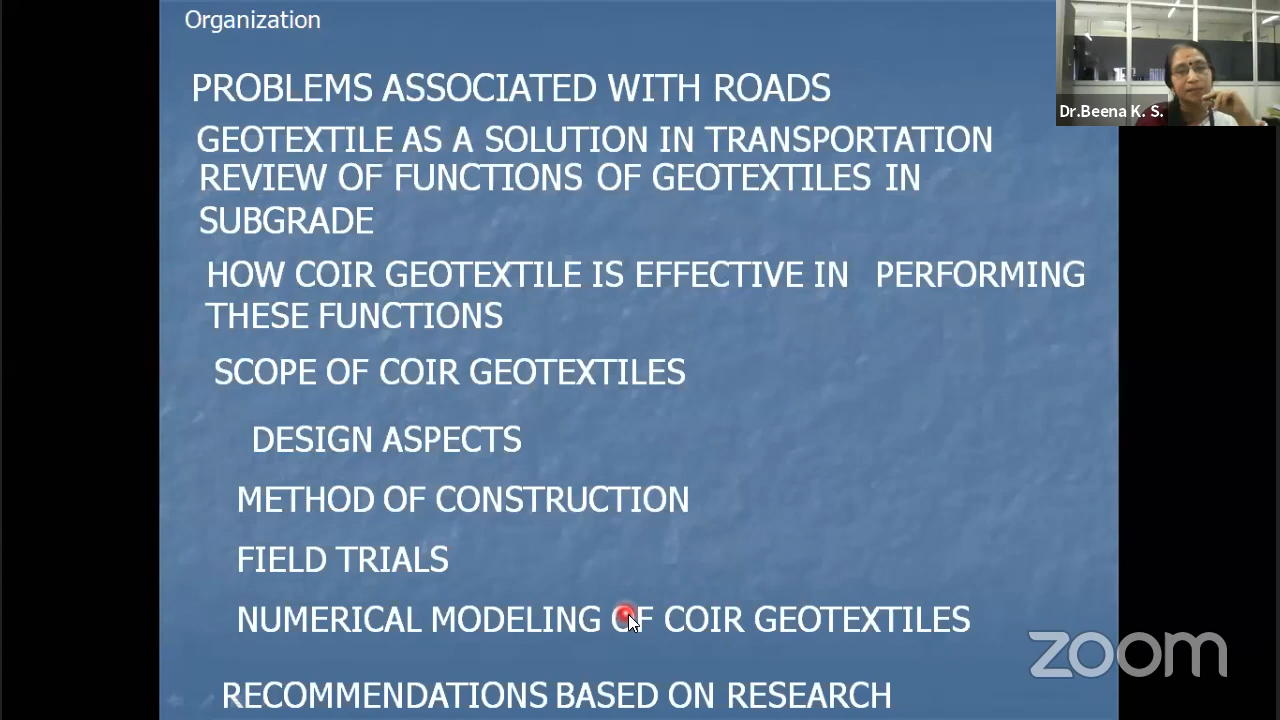 Organization
PROBLEMS ASSOCIATED WITH ROADS
GEOTEXTILE AS A SOLUTION IN TRANSPORTATION
REVIEW OF FUNCTIONS OF GEOTEXTILES IN
SUBGRADE
HOW COIR GEOTEXTILE IS EFFECTIVE IN PERFORMING
THESE FUNCTIONS
SCOPE OF COIR GEOTEXTILES
DESIGN ASPECTS
METHOD OF CONSTRUCTION
FIELD TRIALS
NUMERICAL MODELING OF COIR GEOTEXTILES
RECOMMENDATIONS BASED ON RESEARCH
Dr.Beena K. S.
zoom